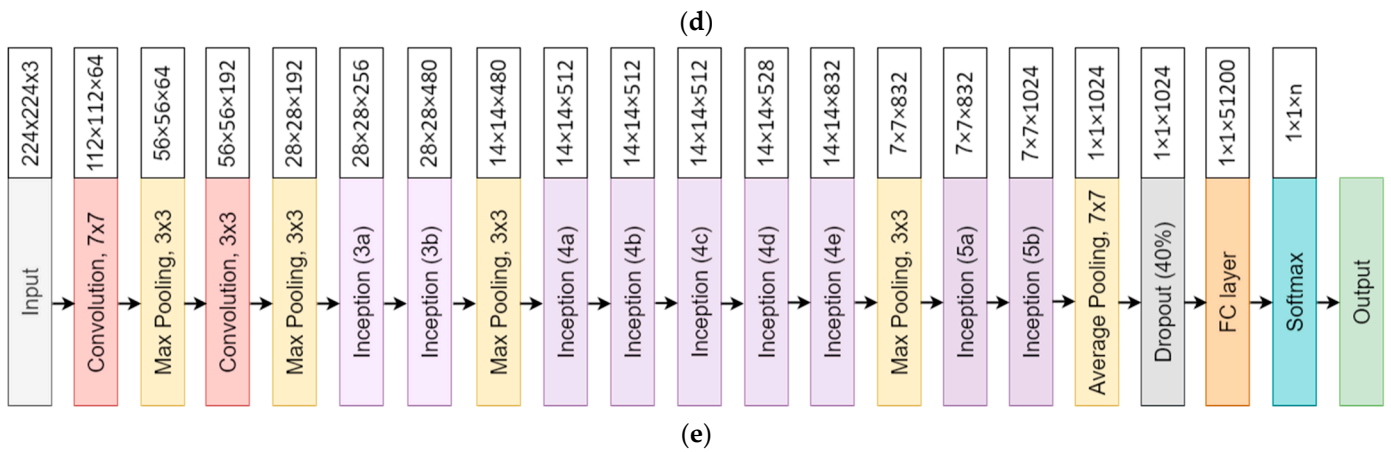 (d)
224x224x3
112×112×64
56×56×64
56×56×192
28×28×192
28×28×256
28×28×480
14×14×480
14×14×512
14×14×512
14×14×512
14×14×528
14×14×832
7×7×832
7×7×832
7×7×1024
1×1×1024
1×1×1024
1×1×51200
1×1×n
Input
Convolution, 7x7
Max Pooling, 3x3
Convolution, 3x3
Max Pooling, 3x3
Inception (3a)
Inception (3b)
Max Pooling, 3x3
Inception (4a)
Inception (4b)
Inception (4c)
Inception (4d)
Inception (4e)
Max Pooling, 3x3
Inception (5a)
Inception (5b)
Average Pooling, 7x7
Dropout (40%)
FC layer
Softmax
Output
(e)